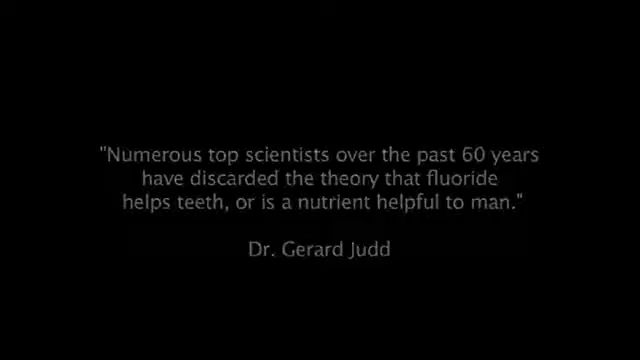 "Numerous top scientists over the past 60 years
have discarded the theory that fluoride
helps teeth, or is a nutrient helpful to man."
Dr. Gerard Judd